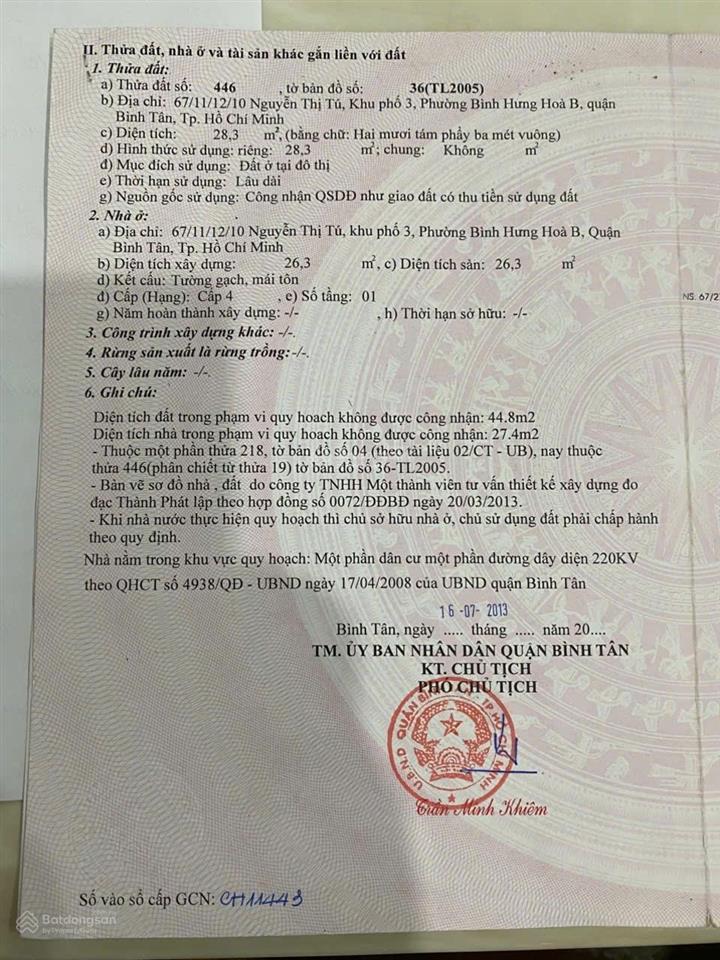 II. Thửa đất, nhà ở và tài sản khác gắn liền với đất
1. Thửa đất:
a) Thửa đất số: 446 , tờ bản đồ số: 36(TL2005)
b) Địa chỉ: 67/11/12/10 Nguyễn Thị Tú, Khu phố 3, Phường Bình Hưng Hoà B, quận
Bình Tân, Tp. Hồ Chí Minh
c) Diện tích: 28,3 m², (bằng chữ: Hai mươi tám phẩy ba mét vuông)
d) Hình thức sử dụng: riêng: 28,3 m²; chung: Không m²
đ) Mục đích sử dụng: Đất ở tại đô thị
e) Thời hạn sử dụng: Lâu dài
g) Nguồn gốc sử dụng: Công nhận QSDĐ như giao đất có thu tiền sử dụng đất
2. Nhà ở:
a) Địa chỉ: 67/11/12/10 Nguyễn Thị Tú, khu phố 3, Phường Bình Hưng Hoà B, Quận
Bình Tân, Tp. Hồ Chí Minh
b) Diện tích xây dựng: 26,3 m², c) Diện tích sàn: 26,3 m²
d) Kết cấu: Tường gạch, mái tôn
đ) Cấp (Hạng): Cấp 4 , e) Số tầng: 01
g) Năm hoàn thành xây dựng: -/- , h) Thời hạn sở hữu: -/-
3. Công trình xây dựng khác: -/-.
4. Rừng sản xuất là rừng trồng:-/-.
5. Cây lâu năm: -/-.
6. Ghi chú:
Diện tích đất trong phạm vi quy hoach không được công nhận: 44.8m2
Diện tích nhà trong phạm vi quy hoach không được công nhận: 27.4m2
- Thuộc một phần thửa 218, tờ bản đồ số 04 (theo tài liệu 02/CT - UB), nay thuộc
thửa 446(phân chiết từ thửa 19) tờ bản đồ số 36-TL2005.
- Bản vẽ sơ đồ nhà , đất do công ty TNHH Một thành viên tư vấn thiết kế xây dựng đo
đạc Thành Phát lập theo hợp đồng số 0072/ĐĐBĐ ngày 20/03/2013.
- Khi nhà nước thực hiện quy hoạch thì chủ sở hữu nhà ở, chủ sử dụng đất phải chấp hành
theo quy định.
Nhà nằm trong khu vực quy hoạch: Một phần dân cư một phần đường dây điện 220KV
theo QHCT số 4938/QĐ - UBND ngày 17/04/2008 của UBND quận Bình Tân
16-07-2013
Bình Tân, ngày ..... tháng ..... năm 20....
TM. ỦY BAN NHÂN DÂN QUẬN BÌNH TÂN
KT. CHỦ TỊCH
PHÓ CHỦ TỊCH
Trần Minh Khiêm
Số vào sổ cấp GCN: CH11443
NS: 67/2
Batdongsan
by PropertyGuru